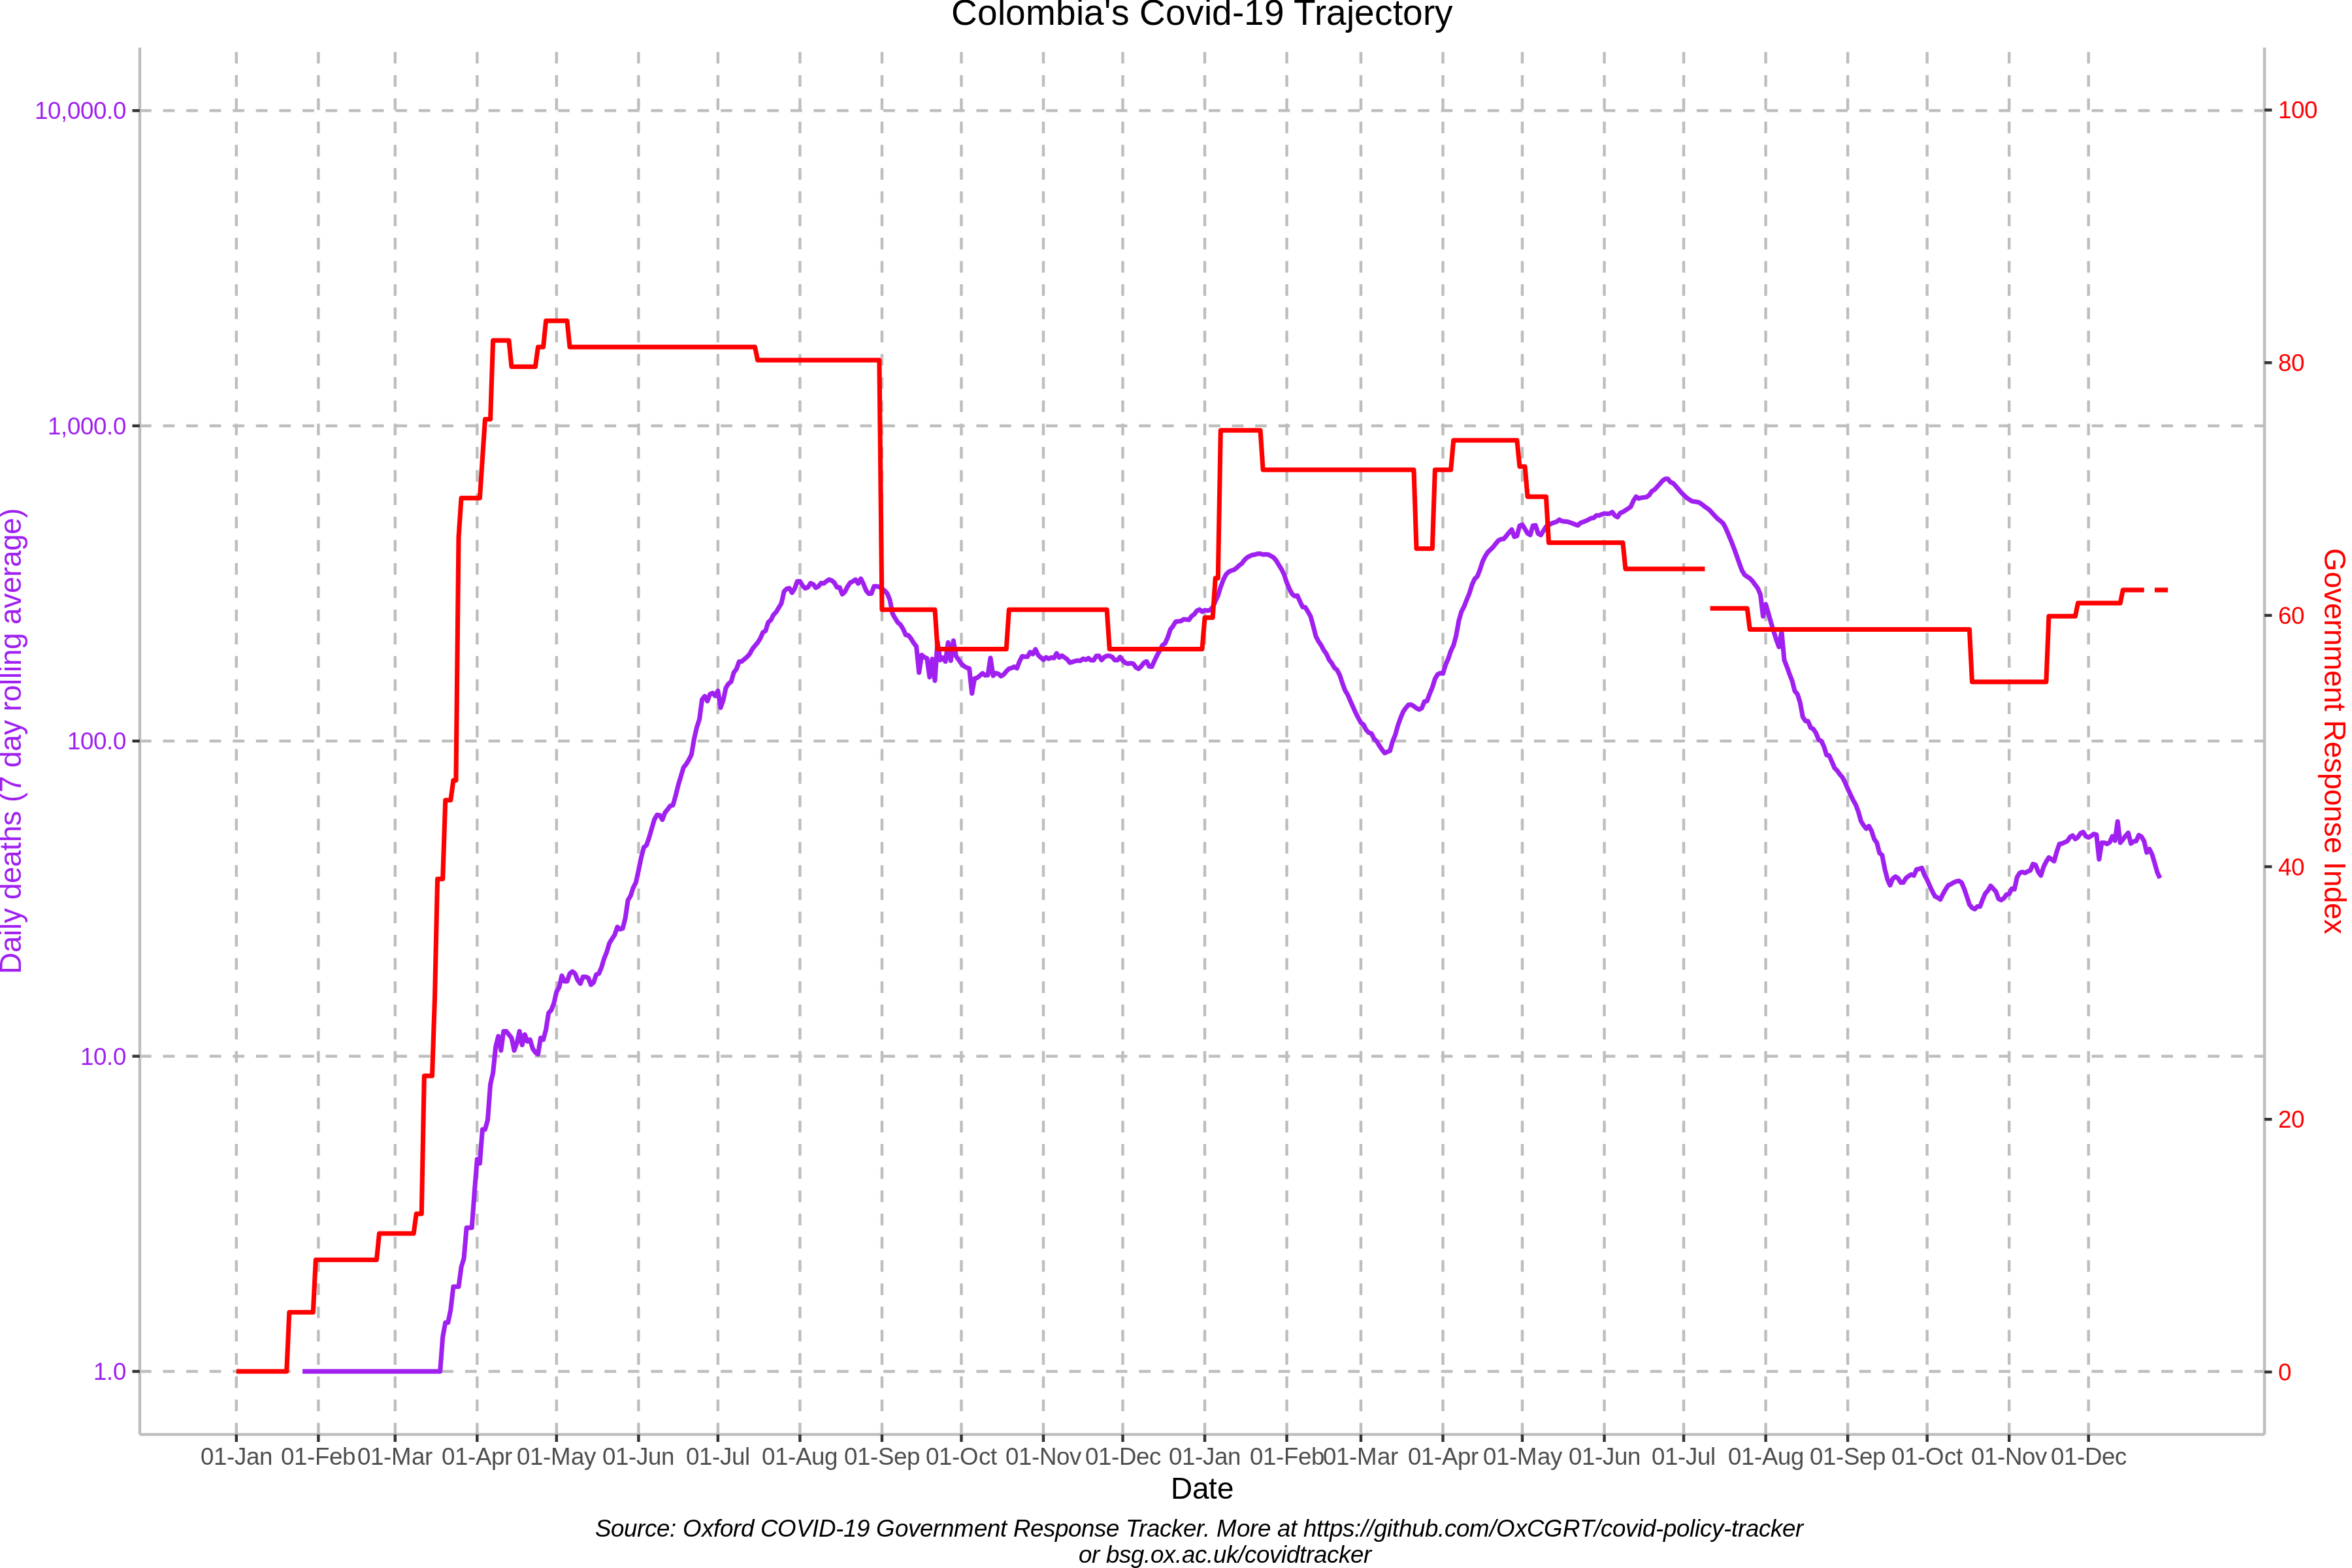 Colombia's Covid-19 Trajectory
10,000.0
1,000.0
100.0
10.0
1.0
Daily deaths (7 day rolling average)
100
80
60
40
20
0
Government Response Index
01-Jan 01-Feb 01-Mar 01-Apr 01-May 01-Jun 01-Jul 01-Aug 01-Sep 01-Oct 01-Nov 01-Dec 01-Jan 01-Feb 01-Mar 01-Apr 01-May 01-Jun 01-Jul 01-Aug 01-Sep 01-Oct 01-Nov 01-Dec
Date
Source: Oxford COVID-19 Government Response Tracker. More at https://github.com/OxCGRT/covid-policy-tracker
or bsg.ox.ac.uk/covidtracker